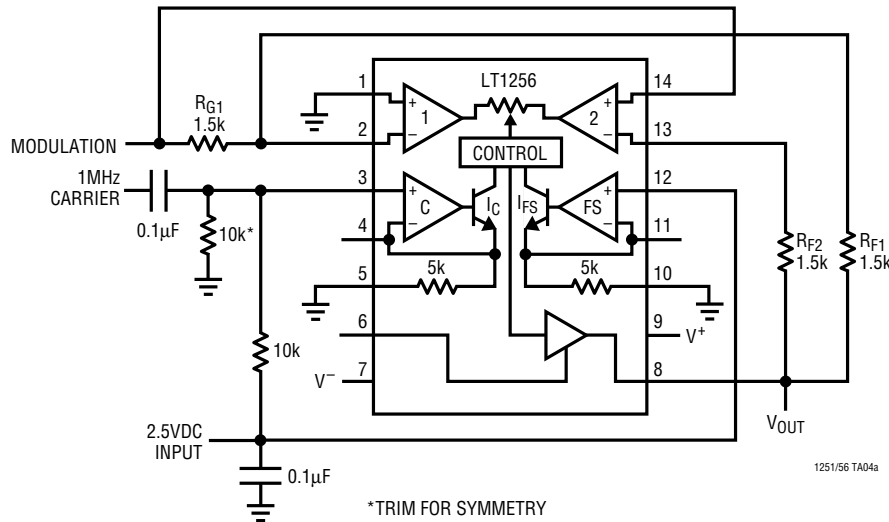 LT1256
1
14
RG1
1.5k
+
1
−
+
2
−
MODULATION
2
13
CONTROL
1MHz
CARRIER
3
12
+
C
−
IC
IFS
+
FS
−
0.1µF
10k*
4
11
RF2
1.5k
RF1
1.5k
5
5k
5k
10
10k
6
9
V+
V−
7
8
VOUT
2.5VDC
INPUT
0.1µF
1251/56 TA04a
*TRIM FOR SYMMETRY